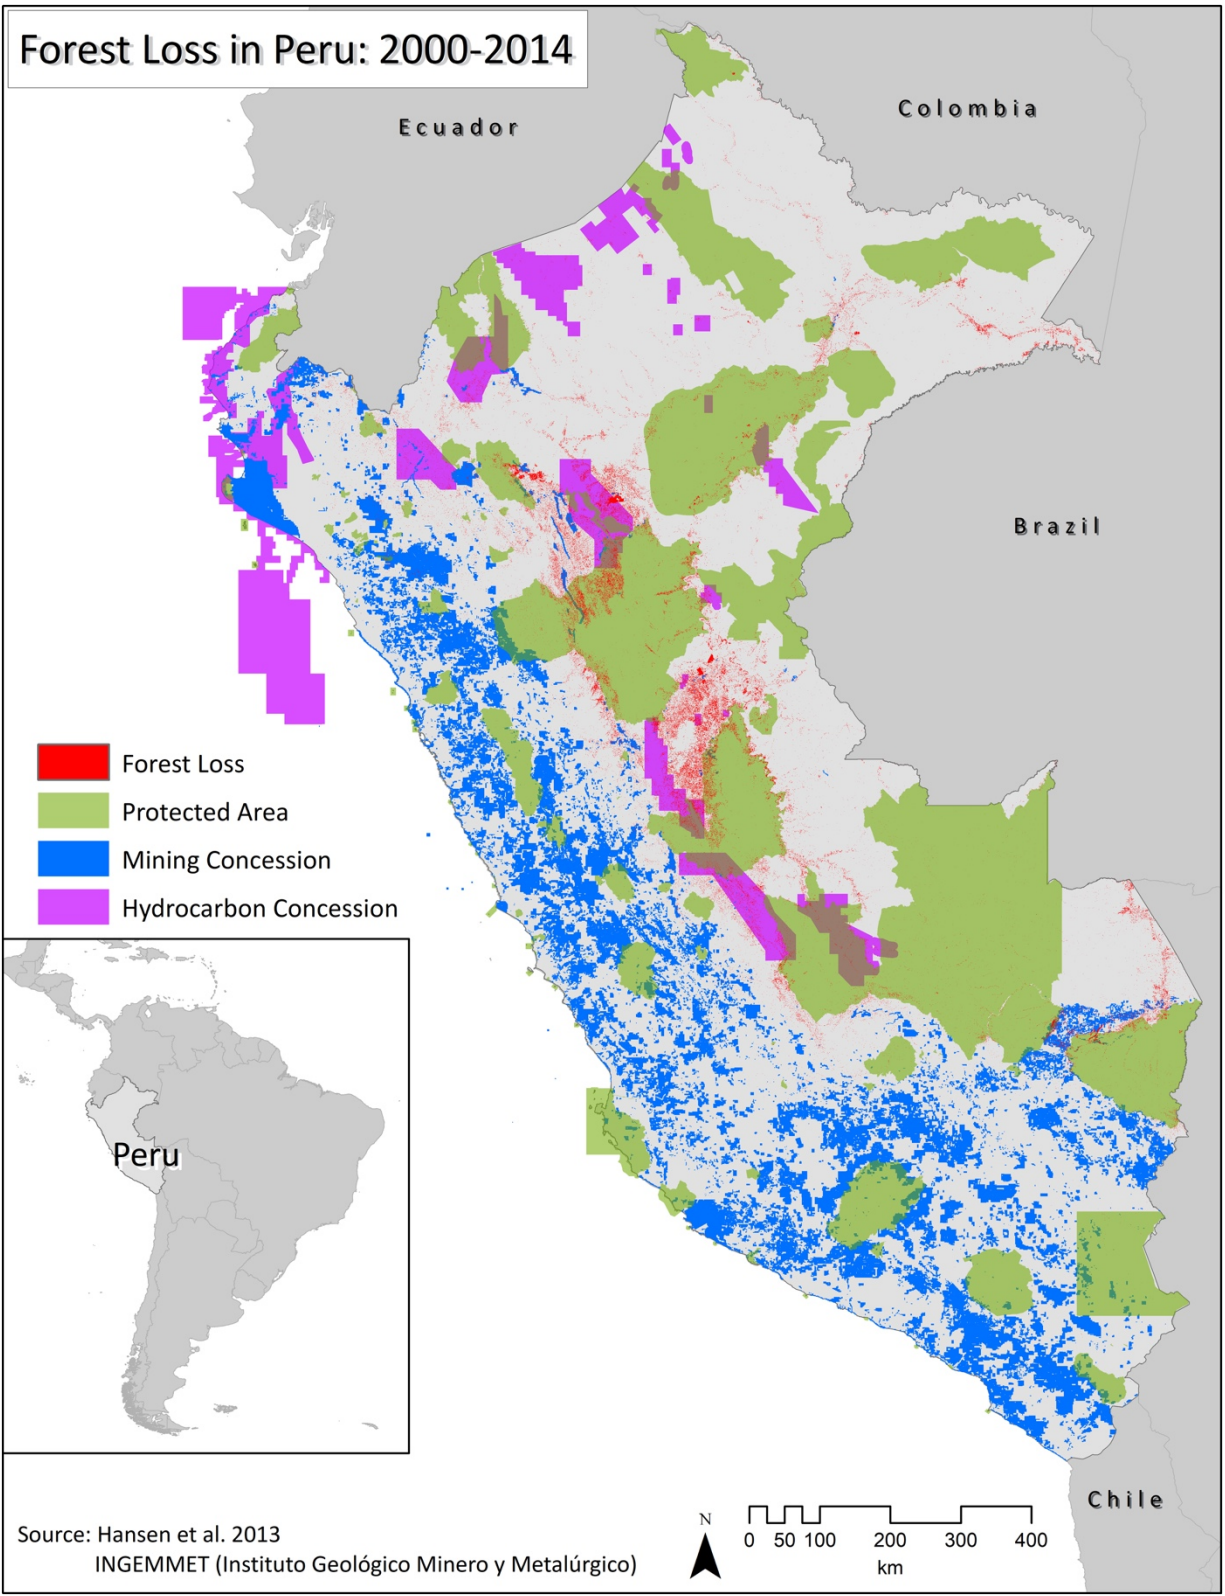 Forest Loss in Peru: 2000-2014
Ecuador
Colombia
Brazil
Forest Loss
Protected Area
Mining Concession
Hydrocarbon Concession
Peru
Chile
Source: Hansen et al. 2013
INGEMMET (Instituto Geológico Minero y Metalúrgico)
N
0 50 100 200 300 400
km